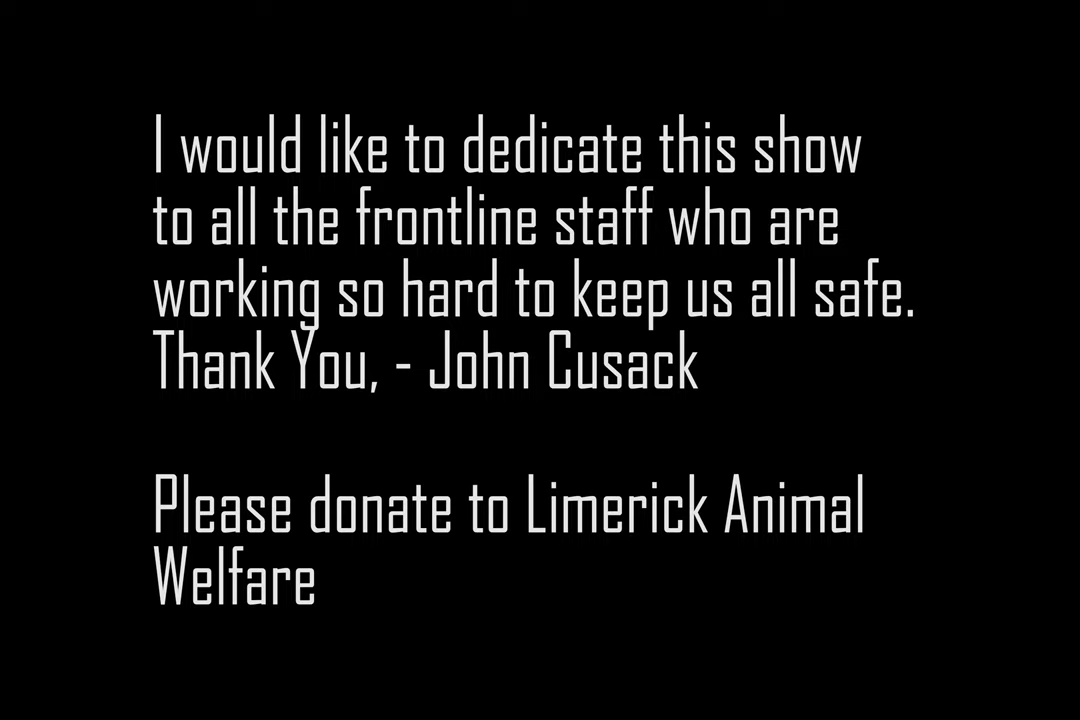 I would like to dedicate this show
to all the frontline staff who are
working so hard to keep us all safe.
Thank You, - John Cusack
Please donate to Limerick Animal
Welfare